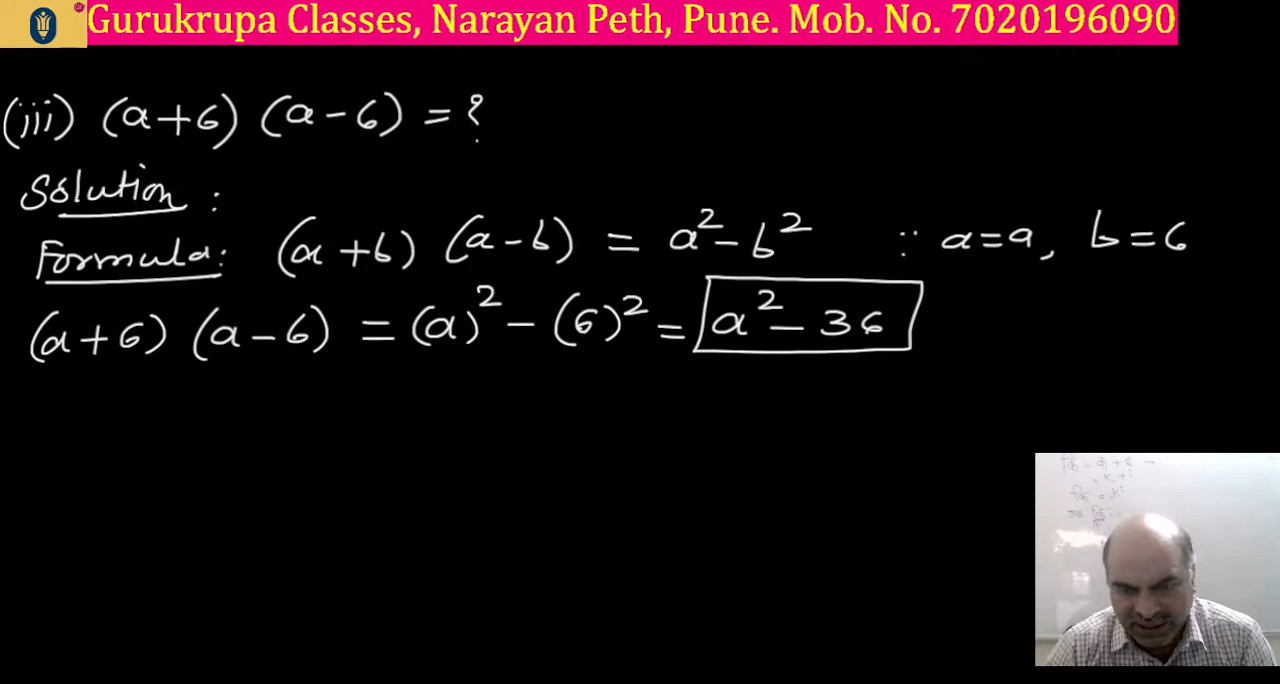 Gurukrupa Classes, Narayan Peth, Pune. Mob. No. 7020196090
(iii) (a+6) (a-6) = ?
Solution :
Formula: (a+b) (a-b) = a²-b² ∵ a=a, b=6
(a+6) (a-6) = (a)² - (6)² = a² - 36